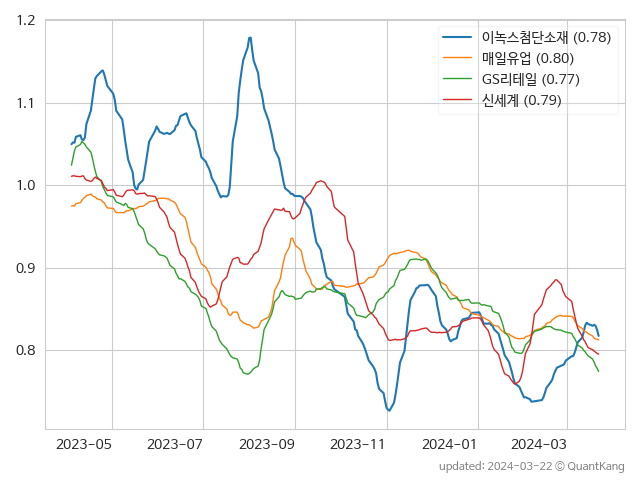 1.2
1.1
1.0
0.9
0.8
이녹스첨단소재 (0.78)
매일유업 (0.80)
GS리테일 (0.77)
신세계 (0.79)
2023-05 2023-07 2023-09 2023-11 2024-01 2024-03
updated: 2024-03-22 © QuantKang